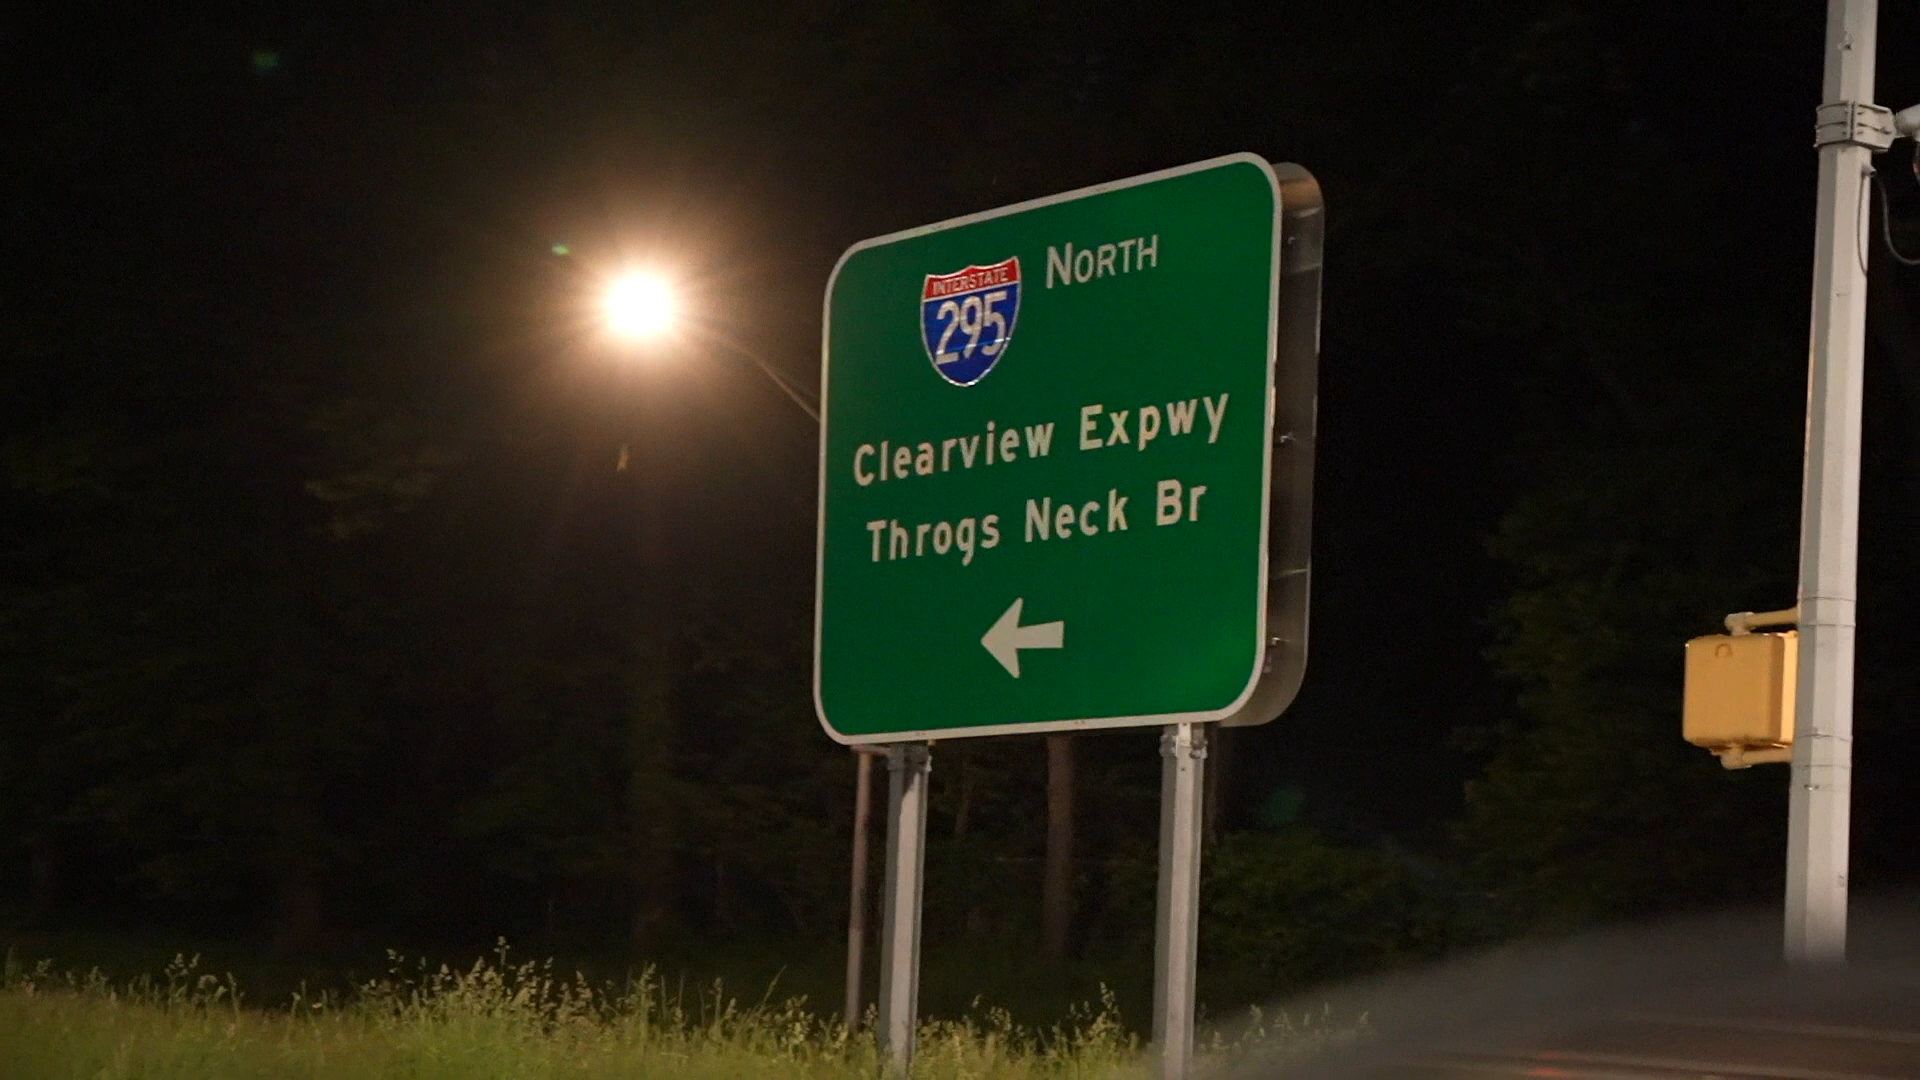 NORTH
INTERSTATE
295
Clearview Expwy
Throgs Neck Br